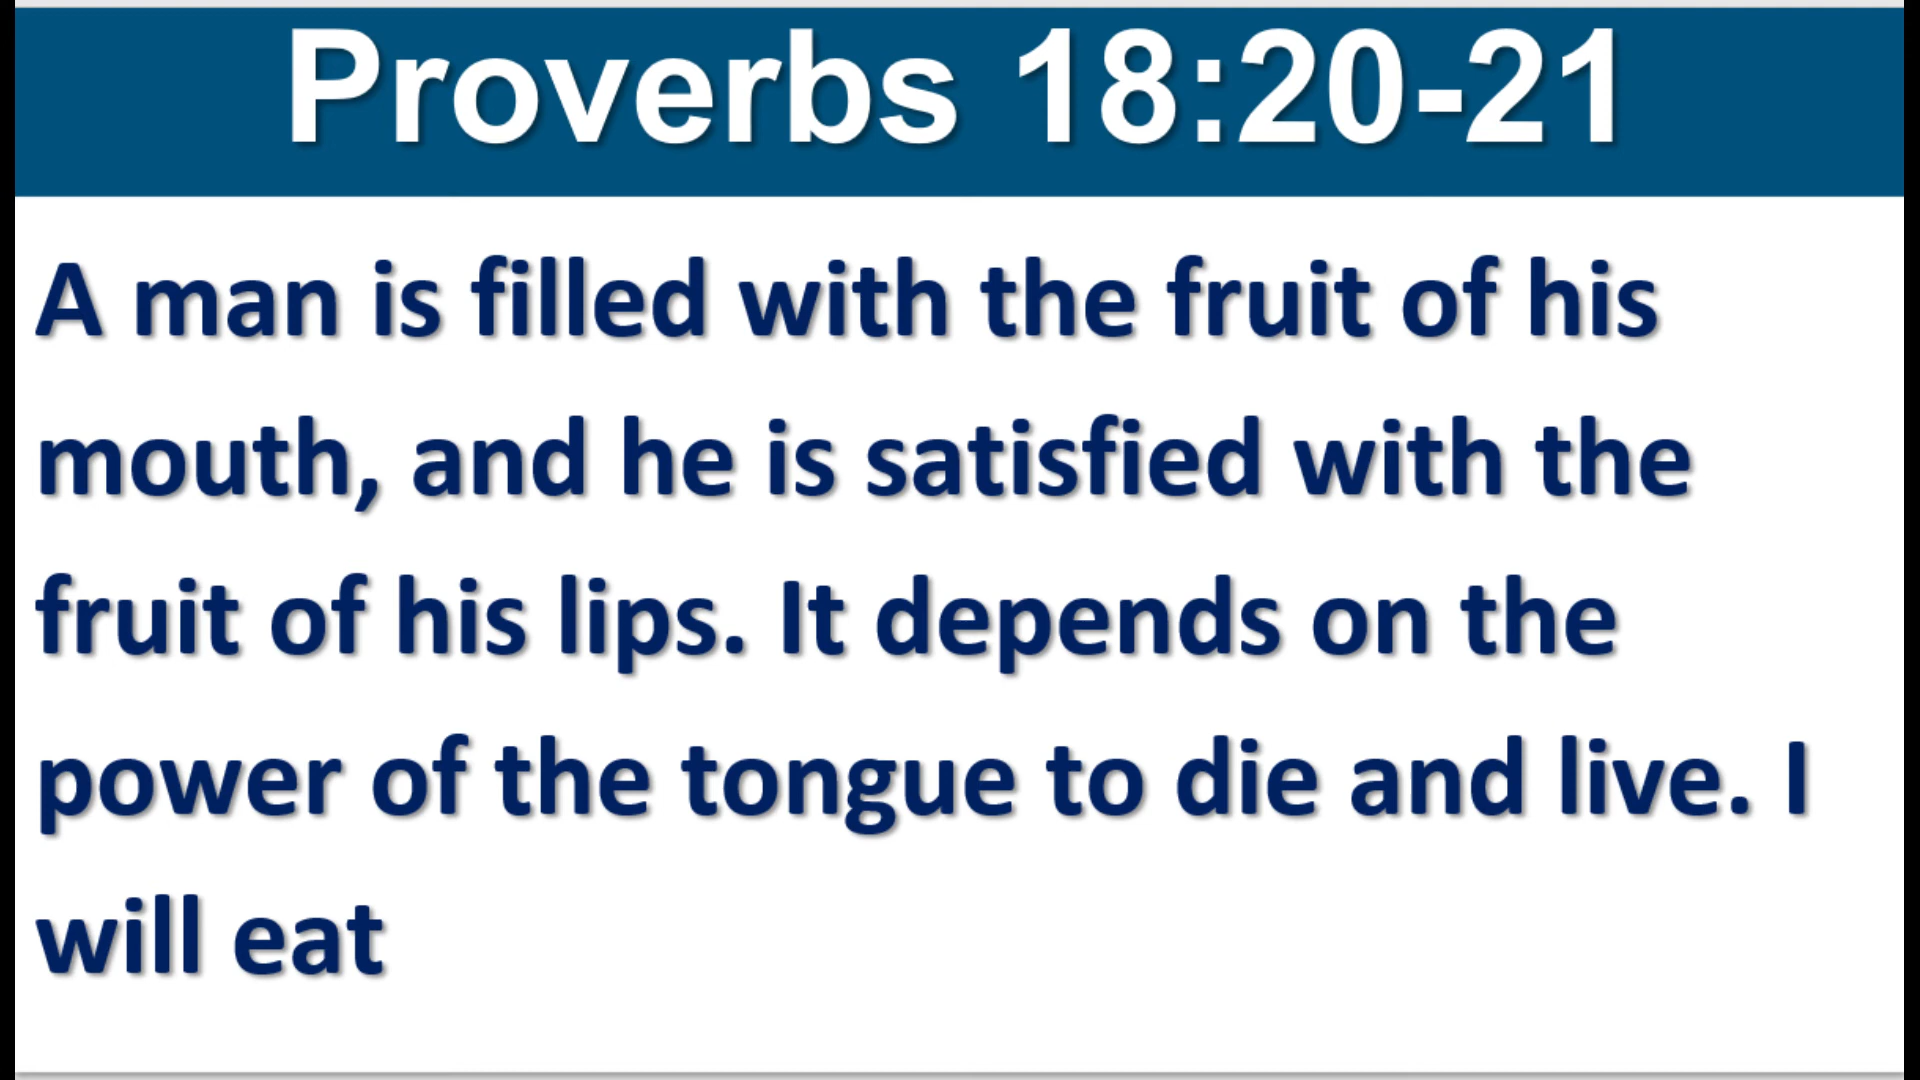 Proverbs 18:20-21
A man is filled with the fruit of his
mouth, and he is satisfied with the
fruit of his lips. It depends on the
power of the tongue to die and live. I
will eat